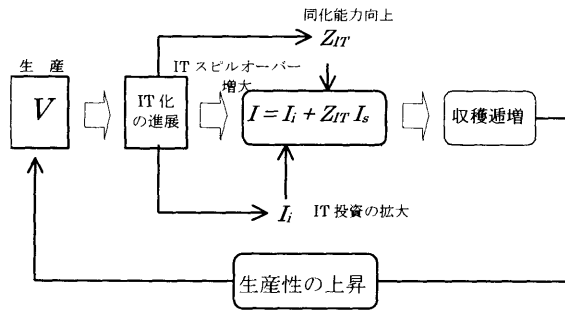 同化能力向上
Z_IT
生 産
IT スピルオーバー
増大
V
IT 化
の進展
I = I_i + Z_IT I_s
収穫逓増
I_i IT 投資の拡大
生産性の上昇